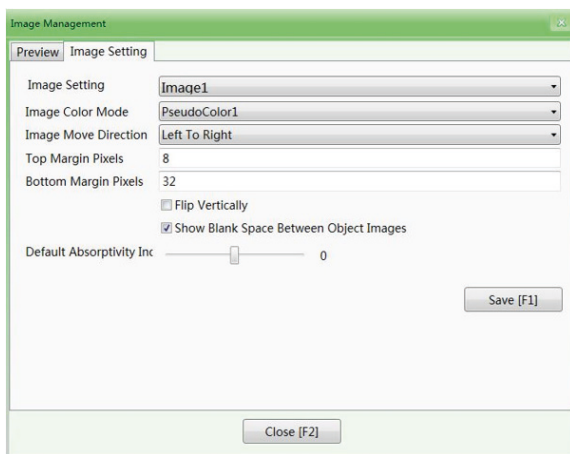 Image Management
Preview Image Setting
Image Setting Image1
Image Color Mode PseudoColor1
Image Move Direction Left To Right
Top Margin Pixels 8
Bottom Margin Pixels 32
Flip Vertically
Show Blank Space Between Object Images
Default Absorptivity Inc 0
Save [F1]
Close [F2]